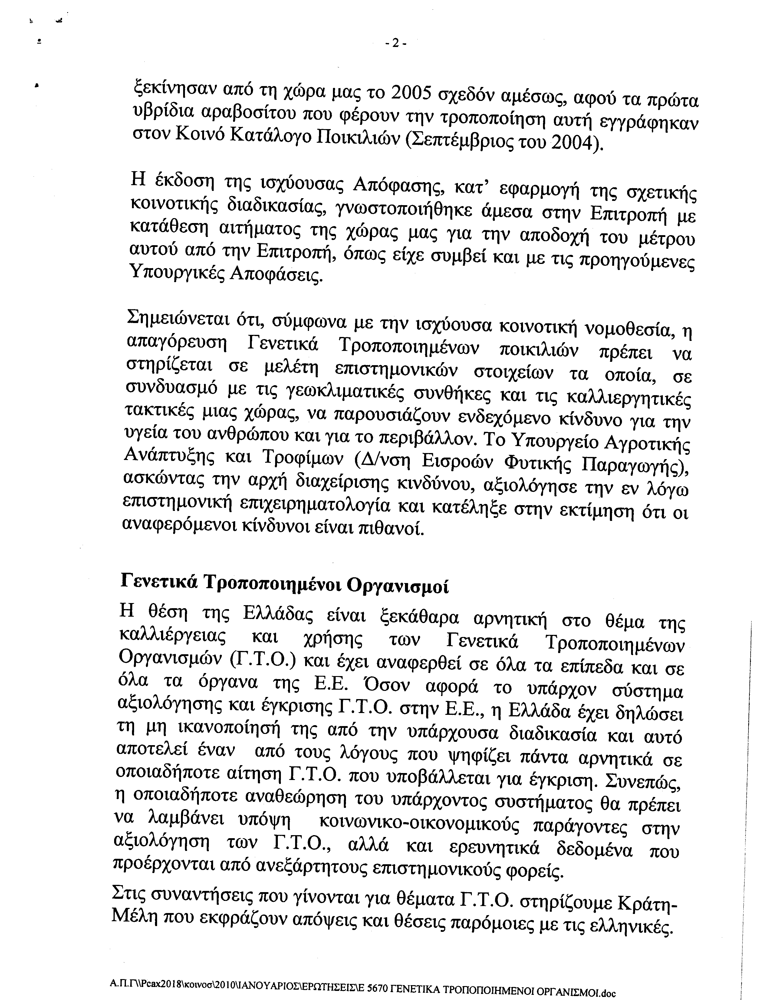 - 2 -
ξεκίνησαν από τη χώρα μας το 2005 σχεδόν αμέσως, αφού τα πρώτα
υβρίδια αραβοσίτου που φέρουν την τροποποίηση αυτή εγγράφηκαν
στον Κοινό Κατάλογο Ποικιλιών (Σεπτέμβριος του 2004).
Η έκδοση της ισχύουσας Απόφασης, κατ’ εφαρμογή της σχετικής
κοινοτικής διαδικασίας, γνωστοποιήθηκε άμεσα στην Επιτροπή με
κατάθεση αιτήματος της χώρας μας για την αποδοχή του μέτρου
αυτού από την Επιτροπή, όπως είχε συμβεί και με τις προηγούμενες
Υπουργικές Αποφάσεις.
Σημειώνεται ότι, σύμφωνα με την ισχύουσα κοινοτική νομοθεσία, η
απαγόρευση Γενετικά Τροποποιημένων ποικιλιών πρέπει να
στηρίζεται σε μελέτη επιστημονικών στοιχείων τα οποία, σε
συνδυασμό με τις γεωκλιματικές συνθήκες και τις καλλιεργητικές
τακτικές μιας χώρας, να παρουσιάζουν ενδεχόμενο κίνδυνο για την
υγεία του ανθρώπου και για το περιβάλλον. Το Υπουργείο Αγροτικής
Ανάπτυξης και Τροφίμων (Δ/νση Εισροών Φυτικής Παραγωγής),
ασκώντας την αρχή διαχείρισης κινδύνου, αξιολόγησε την εν λόγω
επιστημονική επιχειρηματολογία και κατέληξε στην εκτίμηση ότι οι
αναφερόμενοι κίνδυνοι είναι πιθανοί.
Γενετικά Τροποποιημένοι Οργανισμοί
Η θέση της Ελλάδας είναι ξεκάθαρα αρνητική στο θέμα της
καλλιέργειας και χρήσης των Γενετικά Τροποποιημένων
Οργανισμών (Γ.Τ.Ο.) και έχει αναφερθεί σε όλα τα επίπεδα και σε
όλα τα όργανα της Ε.Ε. Όσον αφορά το υπάρχον σύστημα
αξιολόγησης και έγκρισης Γ.Τ.Ο. στην Ε.Ε., η Ελλάδα έχει δηλώσει
τη μη ικανοποίησή της από την υπάρχουσα διαδικασία και αυτό
αποτελεί έναν από τους λόγους που ψηφίζει πάντα αρνητικά σε
οποιαδήποτε αίτηση Γ.Τ.Ο. που υποβάλλεται για έγκριση. Συνεπώς,
η οποιαδήποτε αναθεώρηση του υπάρχοντος συστήματος θα πρέπει
να λαμβάνει υπόψη κοινωνικο-οικονομικούς παράγοντες στην
αξιολόγηση των Γ.Τ.Ο., αλλά και ερευνητικά δεδομένα που
προέρχονται από ανεξάρτητους επιστημονικούς φορείς.
Στις συναντήσεις που γίνονται για θέματα Γ.Τ.Ο. στηρίζουμε Κράτη-
Μέλη που εκφράζουν απόψεις και θέσεις παρόμοιες με τις ελληνικές.
Α.Π.Γ\\Pcax2018\κοινοσ\2010\ΙΑΝΟΥΑΡΙΟΣ\ΕΡΩΤΗΣΕΙΣ\Ε 5670 ΓΕΝΕΤΙΚΑ ΤΡΟΠΟΠΟΙΗΜΕΝΟΙ ΟΡΓΑΝΙΣΜΟΙ.doc